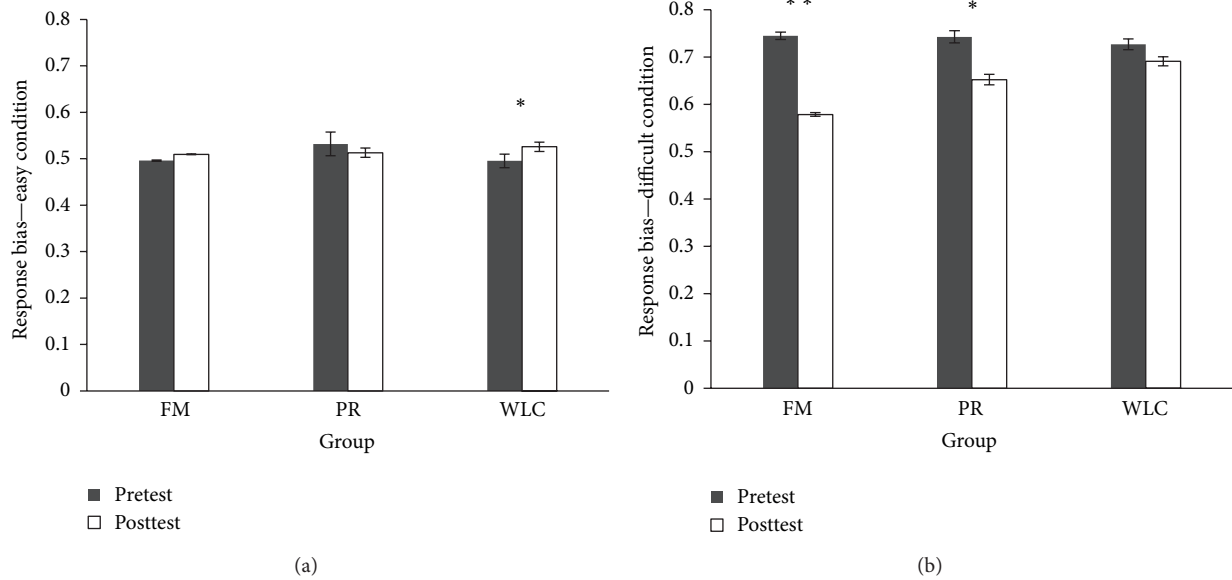 Response bias—easy condition
0.8
0.7
0.6
0.5
0.4
0.3
0.2
0.1
0
*
FM PR WLC
Group
Pretest
Posttest
(a)
Response bias—difficult condition
0.8
0.7
0.6
0.5
0.4
0.3
0.2
0.1
0
** *
FM PR WLC
Group
Pretest
Posttest
(b)